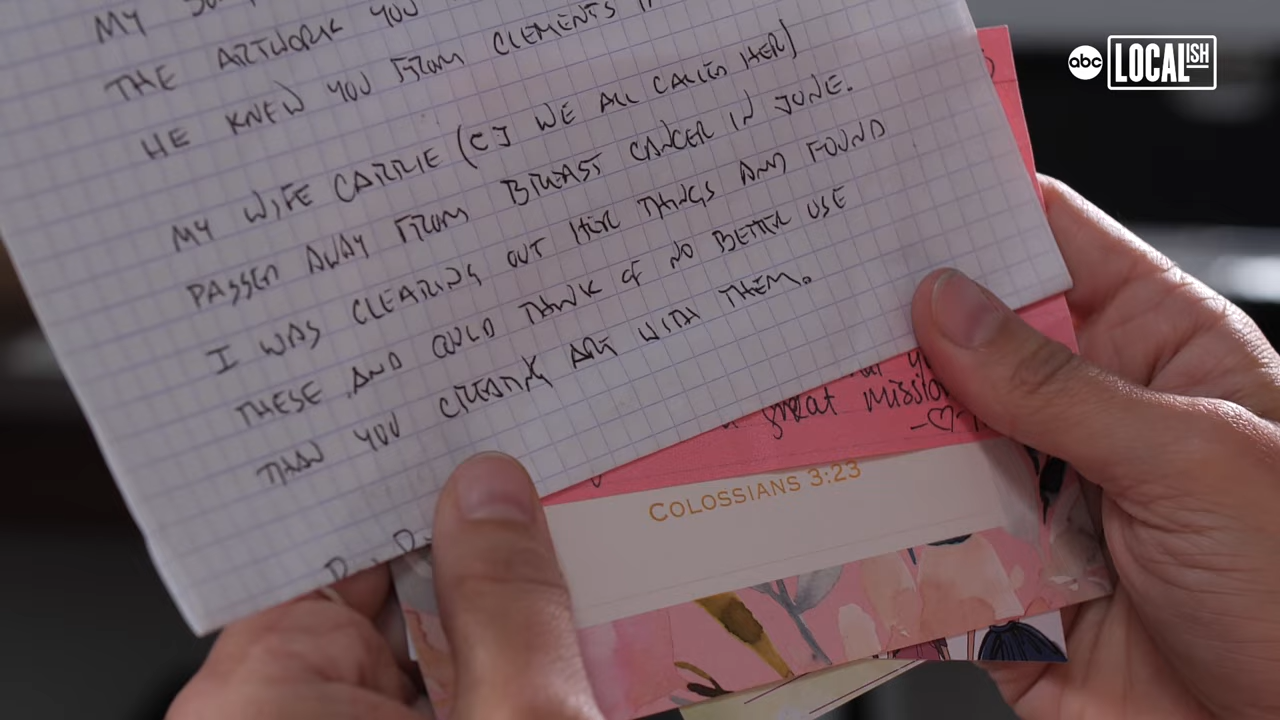 MY
THE ARTWORK YOU
HE KNEW YOU FROM CLEMENTS
MY WIFE CARRIE (CJ WE ALL CALLED HER)
PASSED AWAY FROM BREAST CANCER IN JUNE.
I WAS CLEARING OUT HER THINGS AND FOUND
THESE AND COULD THINK OF NO BETTER USE
THAN YOU ARE WITH THEM.
great mission
COLOSSIANS 3:23
abc LOCALISH